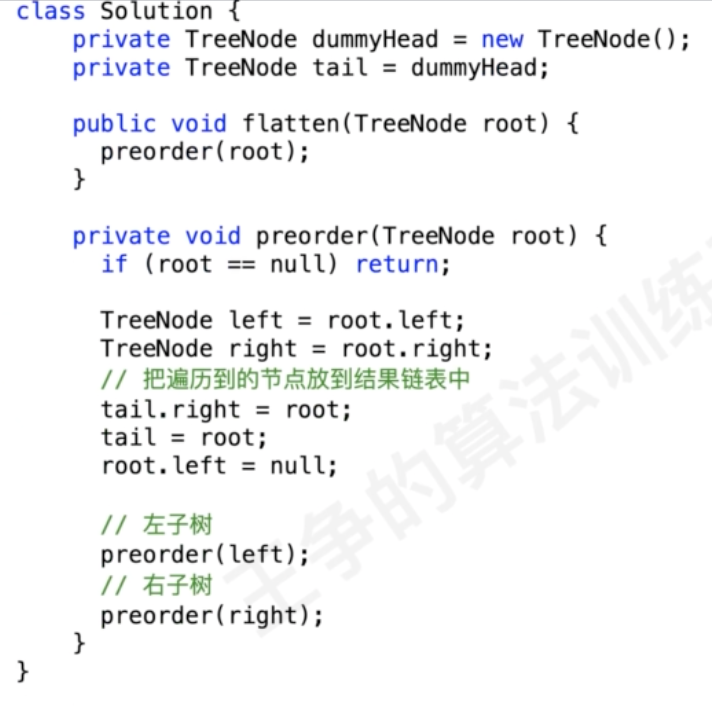 class Solution {
    private TreeNode dummyHead = new TreeNode();
    private TreeNode tail = dummyHead;

    public void flatten(TreeNode root) {
      preorder(root);
    }

    private void preorder(TreeNode root) {
      if (root == null) return;

      TreeNode left = root.left;
      TreeNode right = root.right;
      // 把遍历到的节点放到结果链表中
      tail.right = root;
      tail = root;
      root.left = null;

      // 左子树
      preorder(left);
      // 右子树
      preorder(right);
    }
}
王争的算法训练